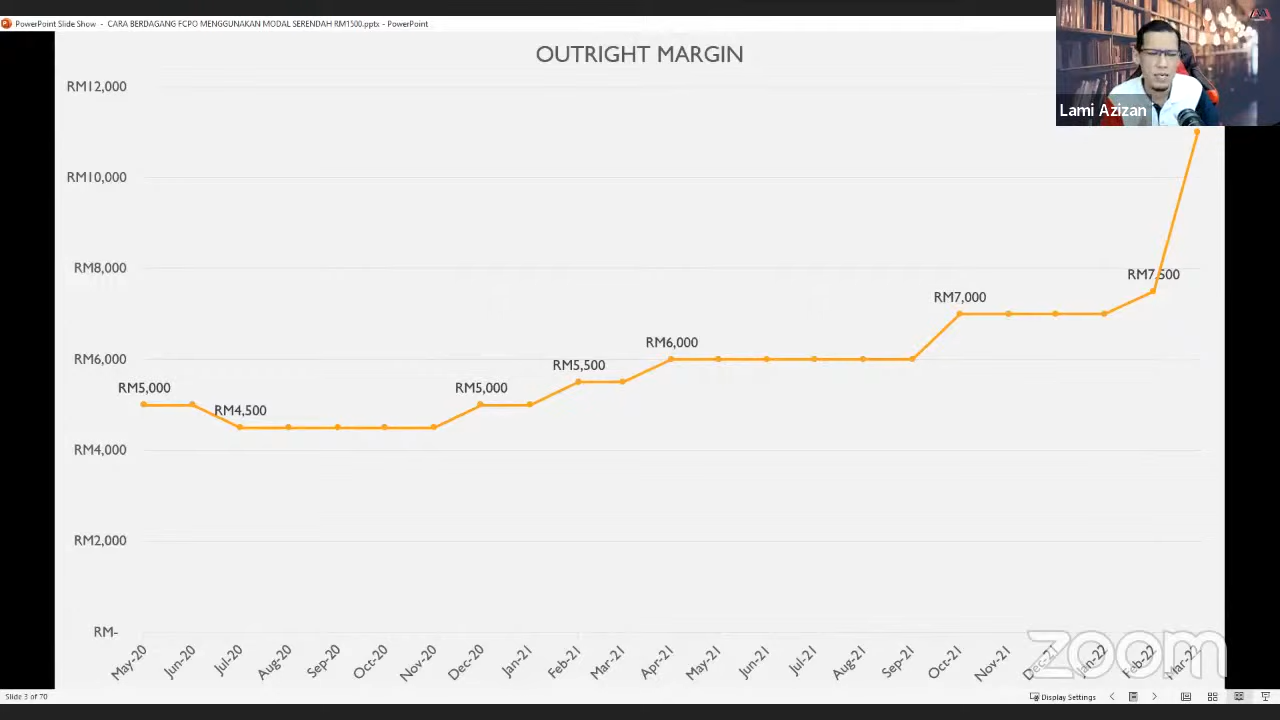 PowerPoint Slide Show - CARA BERDAGANG FCPO MENGGUNAKAN MODAL SERENDAH RM1500.pptx - PowerPoint
OUTRIGHT MARGIN
Lami Azizan
RM12,000
RM10,000
RM8,000
RM6,000
RM4,000
RM2,000
RM-
RM5,000
RM4,500
RM5,000
RM5,500
RM6,000
RM7,000
RM7,500
May-20
Jun-20
Jul-20
Aug-20
Sep-20
Oct-20
Nov-20
Dec-20
Jan-21
Feb-21
Mar-21
Apr-21
May-21
Jun-21
Jul-21
Aug-21
Sep-21
Oct-21
Nov-21
Dec-21
Jan-22
Feb-22
Mar-22
zoom
Slide 3 of 70
Display Settings